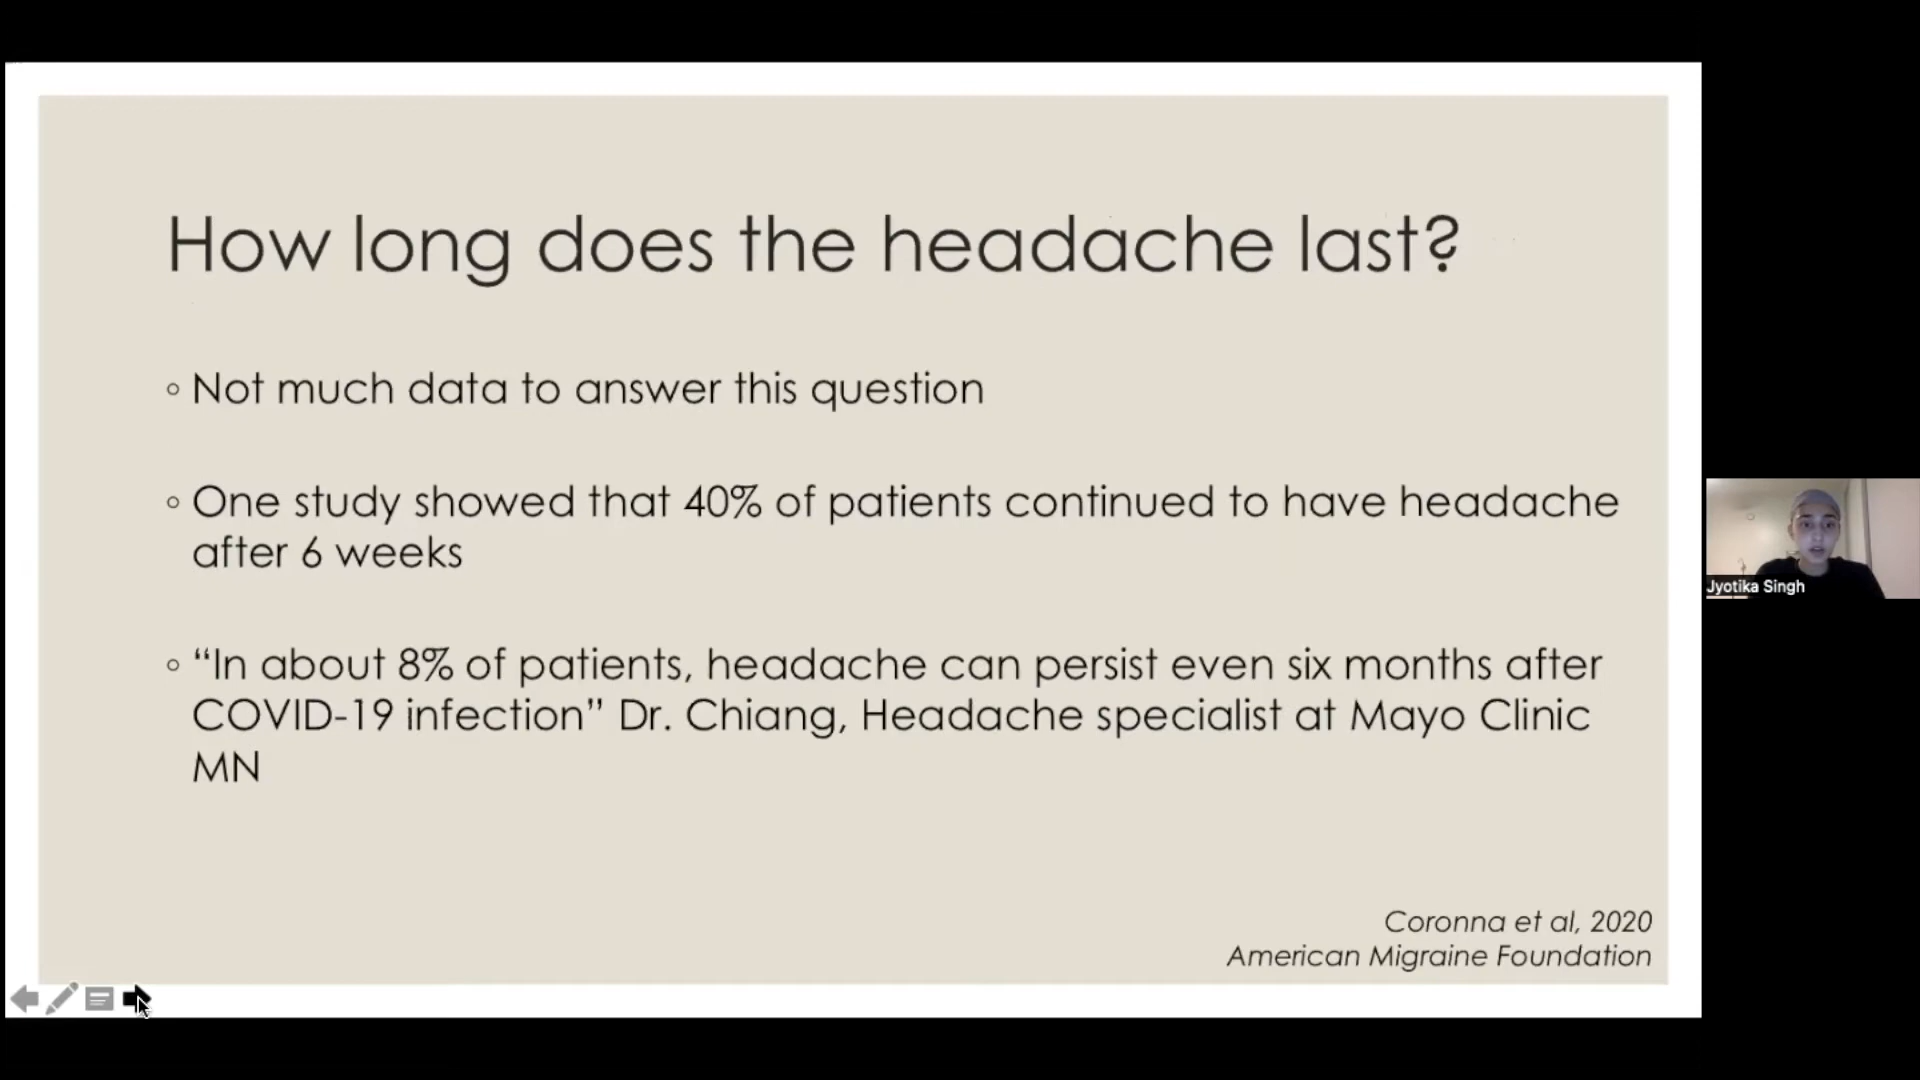 How long does the headache last?
◦ Not much data to answer this question
◦ One study showed that 40% of patients continued to have headache
after 6 weeks
◦ “In about 8% of patients, headache can persist even six months after
COVID-19 infection” Dr. Chiang, Headache specialist at Mayo Clinic
MN
Coronna et al, 2020
American Migraine Foundation
Jyotika Singh